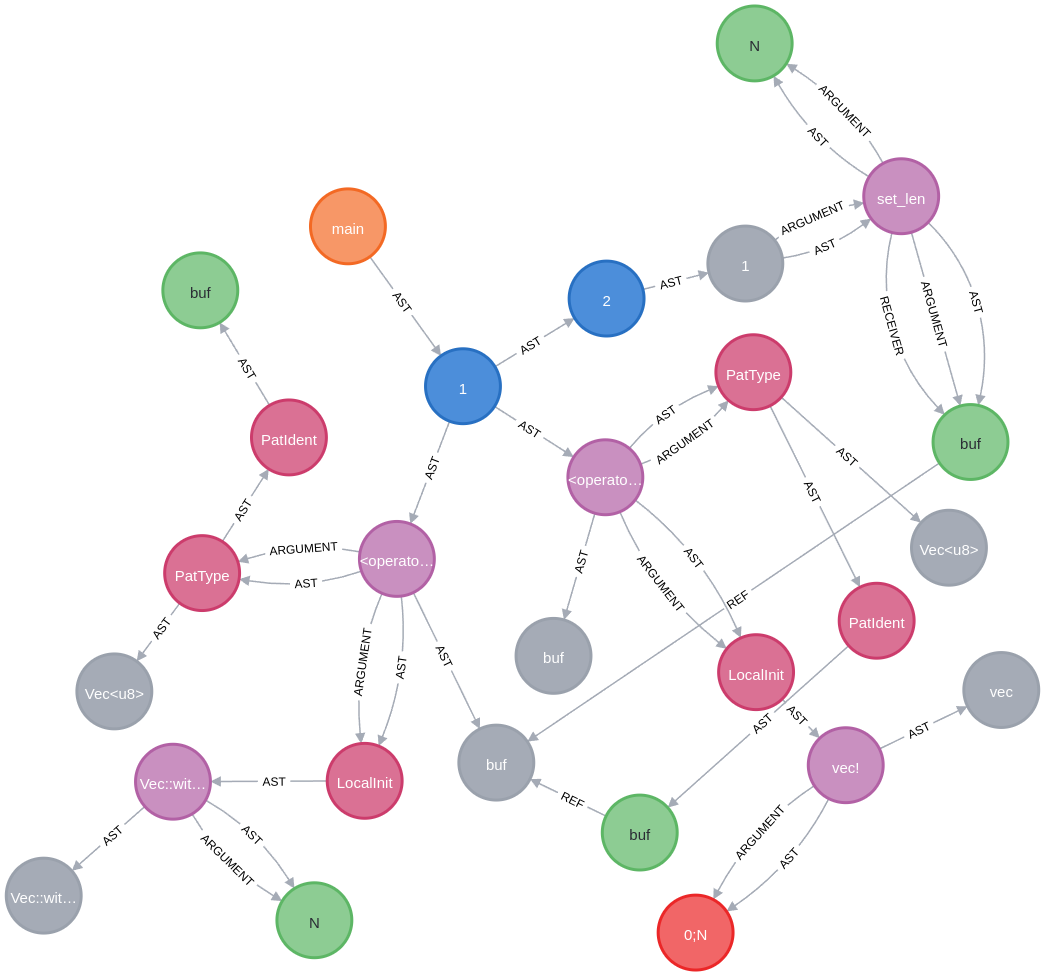 N
ARGUMENT
AST
set_len
ARGUMENT
AST
1
main
AST
buf
AST
2
AST
AST
RECEIVER
ARGUMENT
AST
PatType
AST
1
AST
AST
ARGUMENT
AST
PatIdent
AST
buf
AST
<operato...
AST
AST
AST
PatType
ARGUMENT
AST
<operato...
Vec<u8>
AST
ARGUMENT
AST
REF
PatIdent
AST
ARGUMENT
AST
AST
buf
LocalInit
Vec<u8>
vec
AST
AST
AST
buf
vec!
Vec::wit...
AST
LocalInit
REF
buf
AST
AST
ARGUMENT
ARGUMENT
AST
Vec::wit...
N
0;N